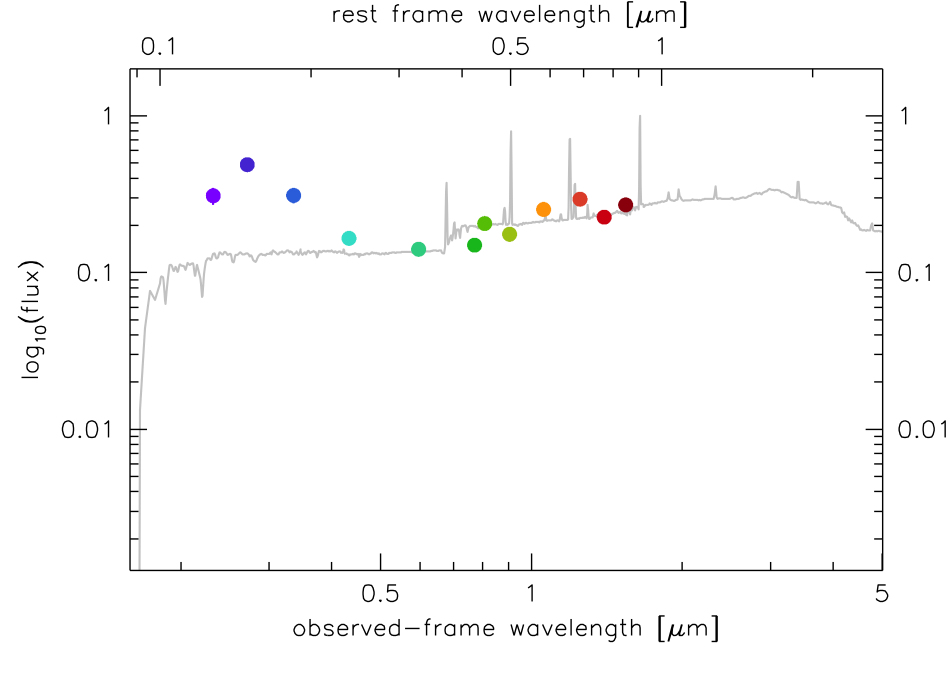 rest frame wavelength [μm]
0.1 0.5 1
1 1
0.1 0.1
0.01 0.01
log10(flux)
0.5 1 5
observed-frame wavelength [μm]